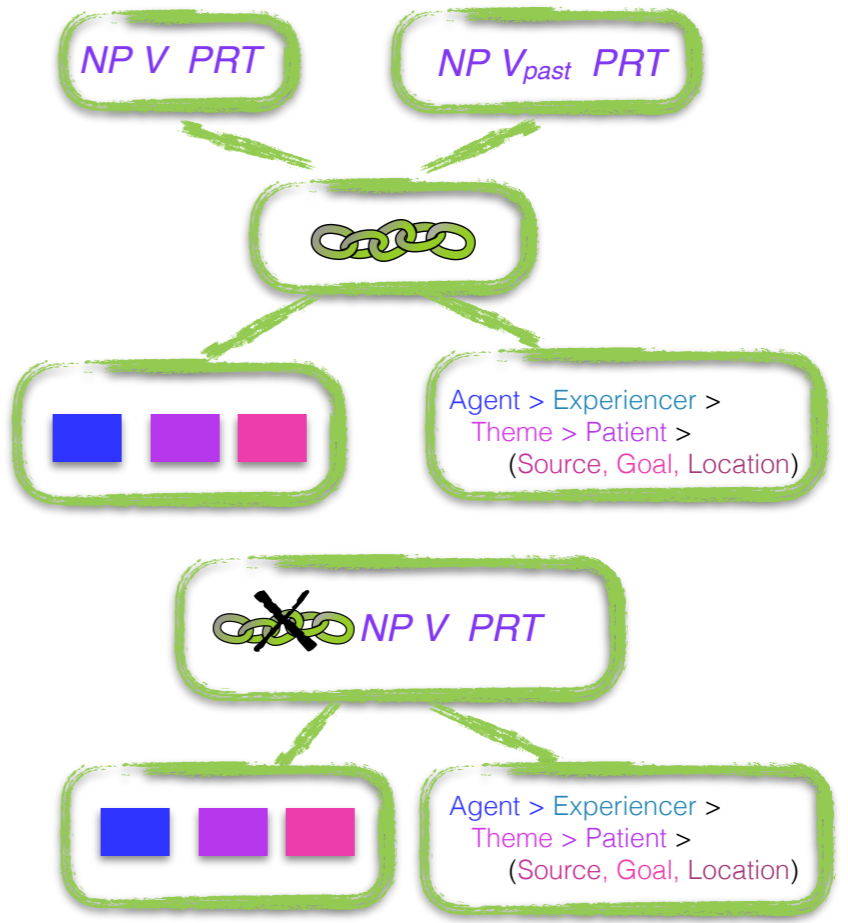 NP V PRT
NP Vpast PRT
Agent > Experiencer >
Theme > Patient >
(Source, Goal, Location)
NP V PRT
Agent > Experiencer >
Theme > Patient >
(Source, Goal, Location)